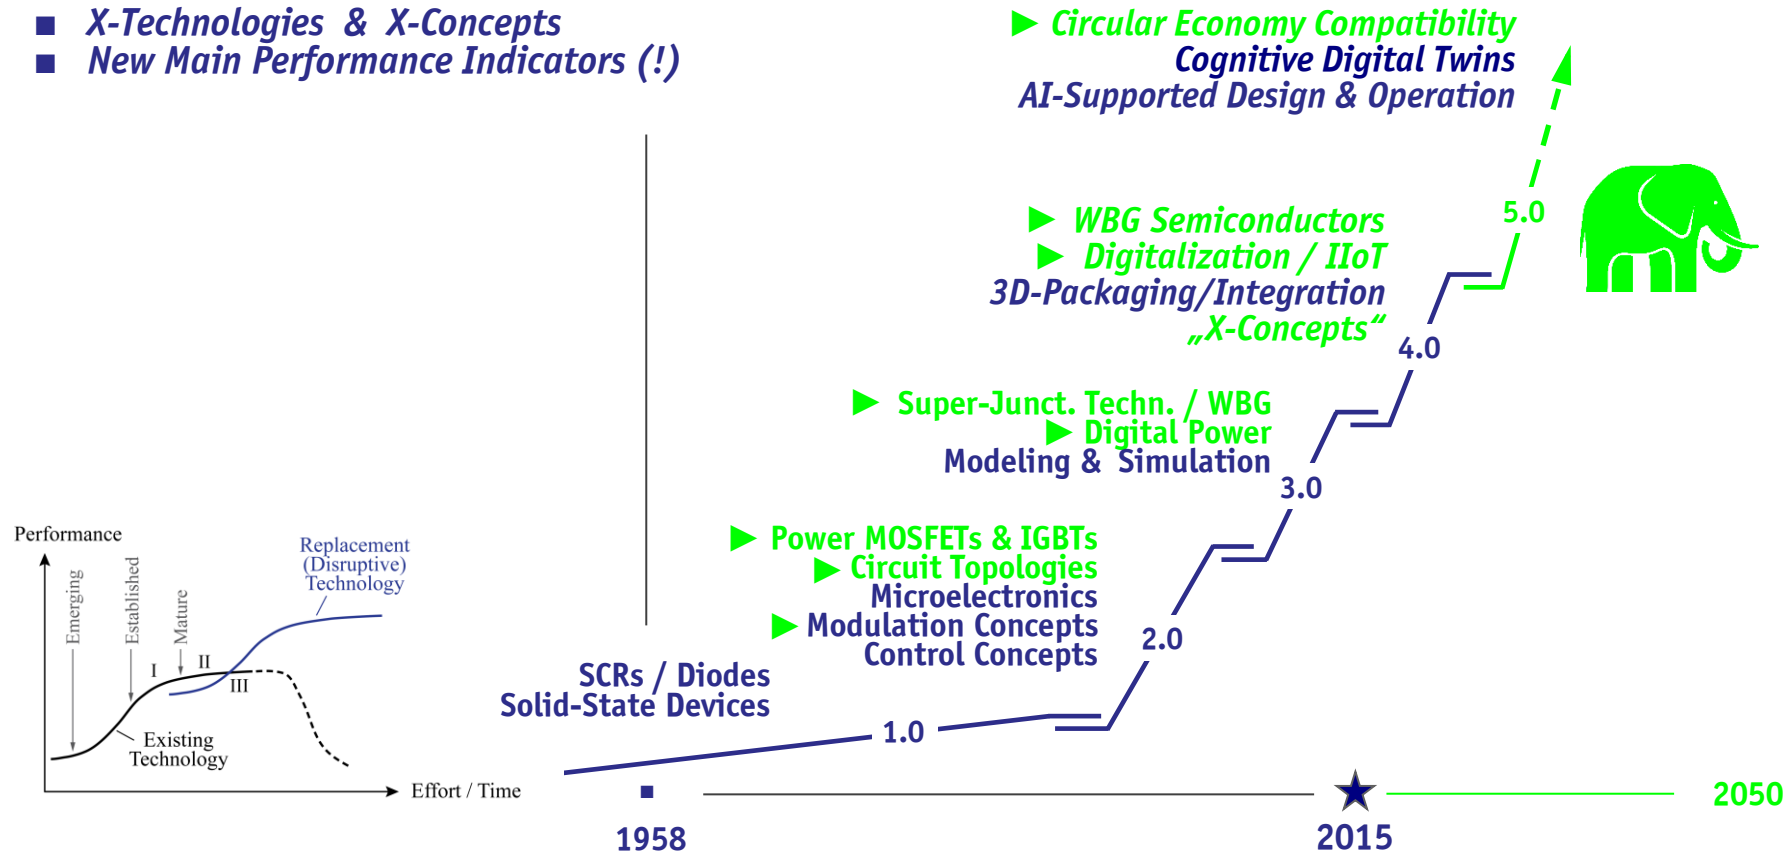 X-Technologies & X-Concepts
New Main Performance Indicators (!)
Circular Economy Compatibility
Cognitive Digital Twins
AI-Supported Design & Operation
5.0
WBG Semiconductors
Digitalization / IIoT
3D-Packaging/Integration
„X-Concepts“
4.0
Super-Junct. Techn. / WBG
Digital Power
Modeling & Simulation
3.0
Power MOSFETs & IGBTs
Circuit Topologies
Microelectronics
Modulation Concepts
Control Concepts
2.0
SCRs / Diodes
Solid-State Devices
1.0
Performance
Emerging
Established
Mature
Replacement
(Disruptive)
Technology
I
II
III
Existing
Technology
Effort / Time
1958
2015
2050